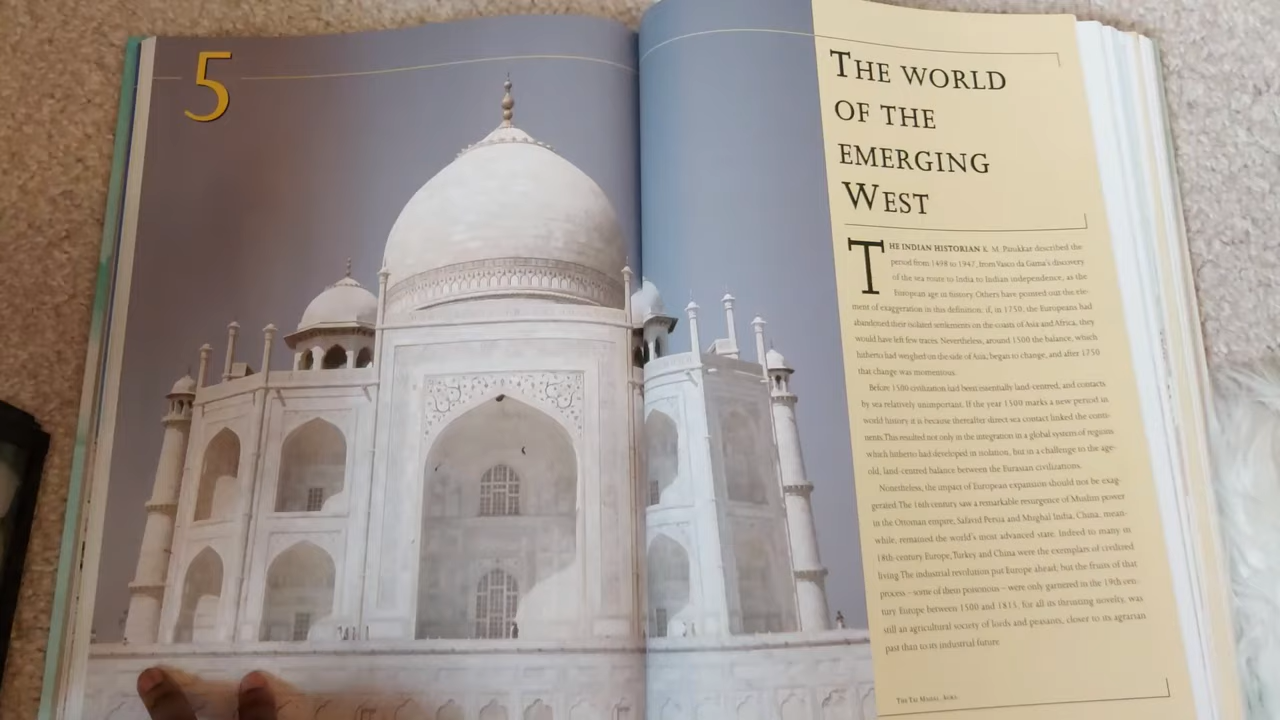 5
THE WORLD
OF THE
EMERGING
WEST
THE INDIAN HISTORIAN K. M. Panikkar described the
period from 1498 to 1947, from Vasco da Gama's discovery
of the sea route to India to Indian independence, as the
European age in history. Others have pointed out the ele-
ment of exaggeration in this definition; if, in 1750, the Europeans had
abandoned their isolated settlements on the coasts of Asia and Africa, they
would have left few traces. Nevertheless, around 1500 the balance, which
hitherto had weighed on the side of Asia, began to change, and after 1750
that change was momentous.
Before 1500 civilization had been essentially land-centred, and contacts
by sea relatively unimportant. If the year 1500 marks a new period in
world history it is because thereafter direct sea contact linked the conti-
nents. This resulted not only in the integration in a global system of regions
which hitherto had developed in isolation, but in a challenge to the age-
old, land-centred balance between the Eurasian civilizations.
Nonetheless, the impact of European expansion should not be exag-
gerated. The 16th century saw a remarkable resurgence of Muslim power
in the Ottoman empire, Safavid Persia and Mughal India. China, mean-
while, remained the world's most advanced state. Indeed to many in
18th-century Europe, Turkey and China were the exemplars of civilized
living. The industrial revolution put Europe ahead; but the fruits of that
process – some of them poisonous – were only garnered in the 19th cen-
tury. Europe between 1500 and 1815, for all its thrusting novelty, was
still an agricultural society of lords and peasants, closer to its agrarian
past than to its industrial future.
THE TAJ MAHAL, AGRA.